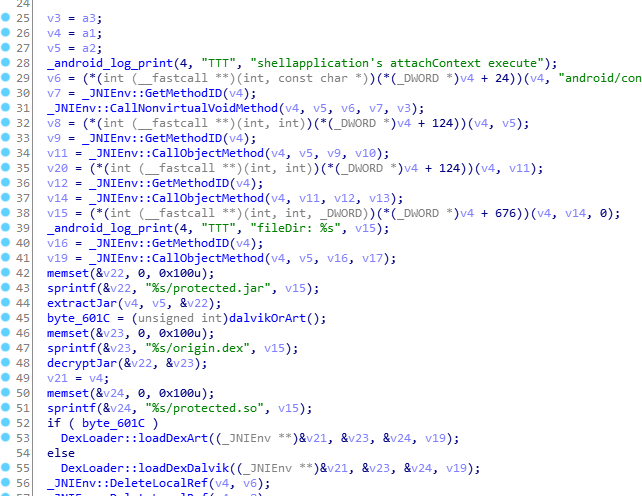 24
25 v3 = a3;
26 v4 = a1;
27 v5 = a2;
28 _android_log_print(4, "TTT", "shellapplication's attachContext execute");
29 v6 = (*(int (__fastcall **)(int, const char *))(*(_DWORD *)v4 + 24))(v4, "android/con
30 v7 = _JNIEnv::GetMethodID(v4);
31 _JNIEnv::CallNonvirtualVoidMethod(v4, v5, v6, v7, v3);
32 v8 = (*(int (__fastcall **)(int, int))(*(_DWORD *)v4 + 124))(v4, v5);
33 v9 = _JNIEnv::GetMethodID(v4);
34 v11 = _JNIEnv::CallObjectMethod(v4, v5, v9, v10);
35 v20 = (*(int (__fastcall **)(int, int))(*(_DWORD *)v4 + 124))(v4, v11);
36 v12 = _JNIEnv::GetMethodID(v4);
37 v14 = _JNIEnv::CallObjectMethod(v4, v11, v12, v13);
38 v15 = (*(int (__fastcall **)(int, int, _DWORD))(*(_DWORD *)v4 + 676))(v4, v14, 0);
39 _android_log_print(4, "TTT", "fileDir: %s", v15);
40 v16 = _JNIEnv::GetMethodID(v4);
41 v19 = _JNIEnv::CallObjectMethod(v4, v5, v16, v17);
42 memset(&v22, 0, 0x100u);
43 sprintf(&v22, "%s/protected.jar", v15);
44 extractJar(v4, v5, &v22);
45 byte_601C = (unsigned int)dalvikOrArt();
46 memset(&v23, 0, 0x100u);
47 sprintf(&v23, "%s/origin.dex", v15);
48 decryptJar(&v22, &v23);
49 v21 = v4;
50 memset(&v24, 0, 0x100u);
51 sprintf(&v24, "%s/protected.so", v15);
52 if ( byte_601C )
53 DexLoader::loadDexArt((_JNIEnv **)&v21, &v23, &v24, v19);
54 else
55 DexLoader::loadDexDalvik((_JNIEnv **)&v21, &v23, &v24, v19);
56 _JNIEnv::DeleteLocalRef(v4, v6);